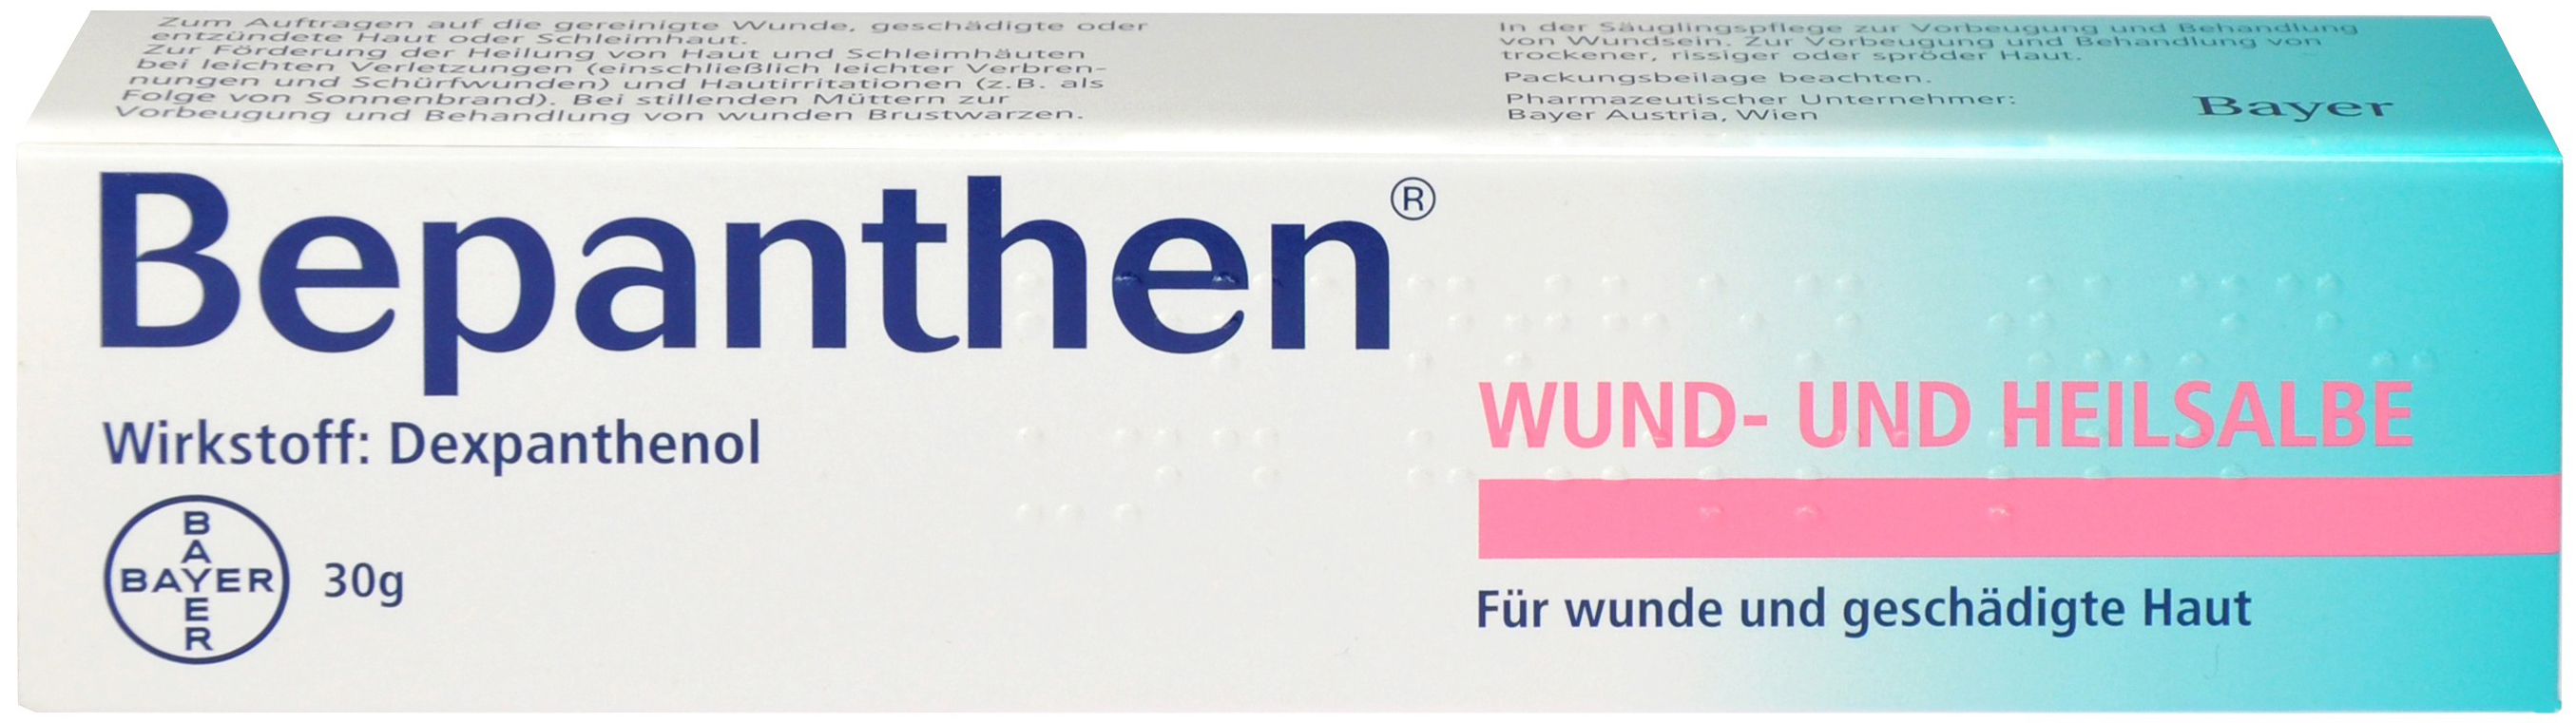 Zum Auftragen auf die gereinigte Wunde, geschädigte oder
entzündete Haut oder Schleimhaut.
Zur Förderung der Heilung von Haut und Schleimhäuten
bei leichten Verletzungen (einschließlich leichter Verbren-
nungen und Schürfwunden) und Hautirritationen (z.B. als
Folge von Sonnenbrand). Bei stillenden Müttern zur
Vorbeugung und Behandlung von wunden Brustwarzen.
In der Säuglingspflege zur Vorbeugung und Behandlung
von Wundsein. Zur Vorbeugung und Behandlung von
trockener, rissiger oder spröder Haut.
Packungsbeilage beachten.
Pharmazeutischer Unternehmer:
Bayer Austria, Wien
Bayer
Bepanthen®
Wirkstoff: Dexpanthenol
BAYER
BAYER
30g
WUND- UND HEILSALBE
Für wunde und geschädigte Haut